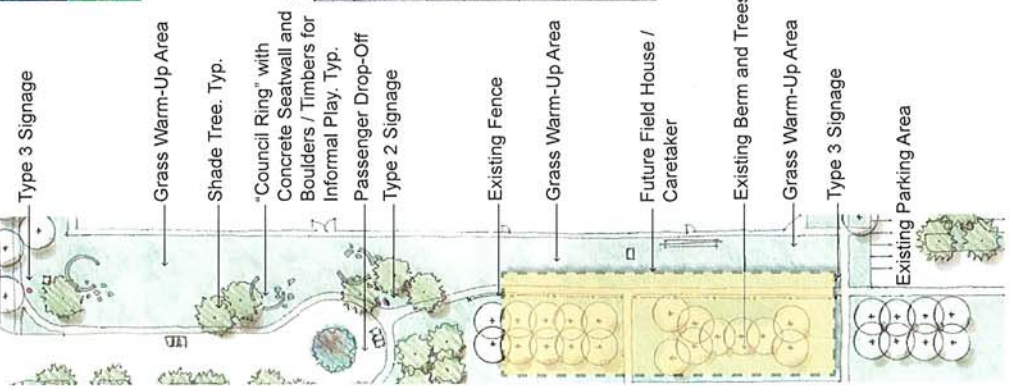 Type 3 Signage
Grass Warm-Up Area
Shade Tree. Typ.
“Council Ring” with
Concrete Seatwall and
Boulders / Timbers for
Informal Play. Typ.
Passenger Drop-Off
Type 2 Signage
Existing Fence
Grass Warm-Up Area
Future Field House /
Caretaker
Existing Berm and Trees
Grass Warm-Up Area
Type 3 Signage
Existing Parking Area